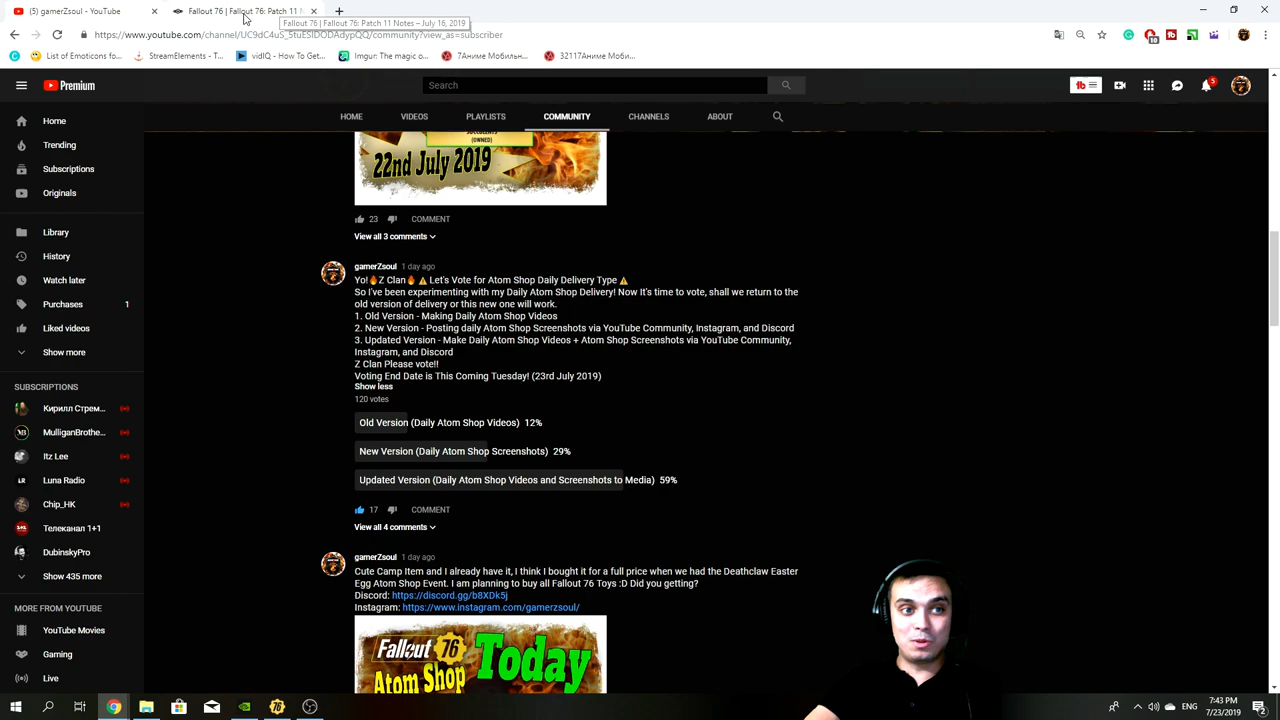 gamerZsoul - YouTube
Fallout 76 | Fallout 76: Patch 11 N
Fallout 76 | Fallout 76: Patch 11 Notes – July 16, 2019
https://www.youtube.com/channel/UC9dC4uS_5tuESIDODAdypQQ/community?view_as=subscriber
10
List of Emoticons fo...
StreamElements - T...
vidIQ - How To Get...
Imgur: The magic o...
7Аниме Мобильн...
32117Аниме Моби...
Premium
Search
5
HOME
VIDEOS
PLAYLISTS
COMMUNITY
CHANNELS
ABOUT
Home
Trending
Subscriptions
Originals
Library
History
Watch later
Purchases
1
Liked videos
Show more
SUBSCRIPTIONS
Кирилл Стрем...
MulliganBrothe...
Itz Lee
Luna Radio
Chip_HK
Телеканал 1+1
DubinskyPro
Show 435 more
MORE FROM YOUTUBE
YouTube Movies
Gaming
Live
(OWNED)
22nd July 2019
23
COMMENT
View all 3 comments
gamerZsoul 1 day ago
Yo!🔥Z Clan🔥 ⚠ Let's Vote for Atom Shop Daily Delivery Type ⚠
So I've been experimenting with my Daily Atom Shop Delivery! Now It's time to vote, shall we return to the
old version of delivery or this new one will work.
1. Old Version - Making Daily Atom Shop Videos
2. New Version - Posting daily Atom Shop Screenshots via YouTube Community, Instagram, and Discord
3. Updated Version - Make Daily Atom Shop Videos + Atom Shop Screenshots via YouTube Community,
Instagram, and Discord
Z Clan Please vote!!
Voting End Date is This Coming Tuesday! (23rd July 2019)
Show less
120 votes
Old Version (Daily Atom Shop Videos) 12%
New Version (Daily Atom Shop Screenshots) 29%
Updated Version (Daily Atom Shop Videos and Screenshots to Media) 59%
17
COMMENT
View all 4 comments
gamerZsoul 1 day ago
Cute Camp Item and I already have it, I think I bought it for a full price when we had the Deathclaw Easter
Egg Atom Shop Event. I am planning to buy all Fallout 76 Toys :D Did you getting?
Discord: https://discord.gg/b8XDk5j
Instagram: https://www.instagram.com/gamerzsoul/
Fallout 76
Today
Atom Shop
ENG
7:43 PM
7/23/2019
2